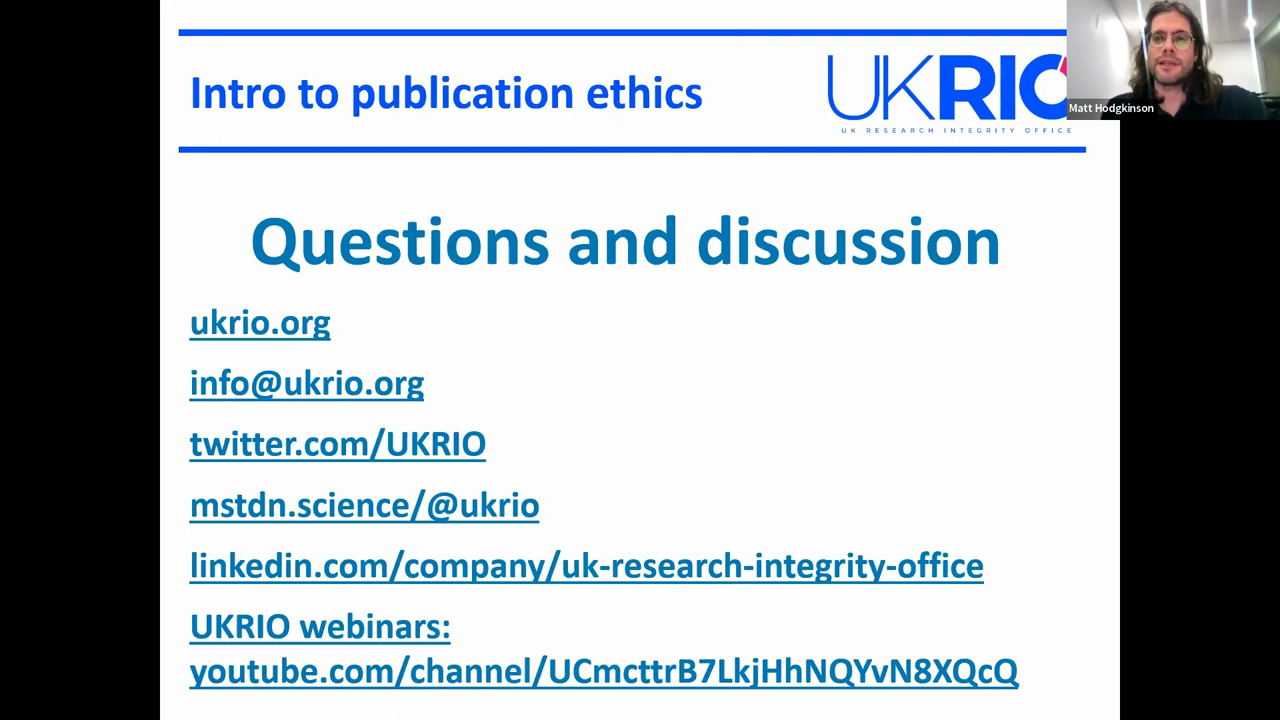 Intro to publication ethics
UKRIO
UK RESEARCH INTEGRITY OFFICE
Matt Hodgkinson
Questions and discussion
ukrio.org
info@ukrio.org
twitter.com/UKRIO
mstdn.science/@ukrio
linkedin.com/company/uk-research-integrity-office
UKRIO webinars:
youtube.com/channel/UCmcttrB7LkjHhNQYvN8XQcQ